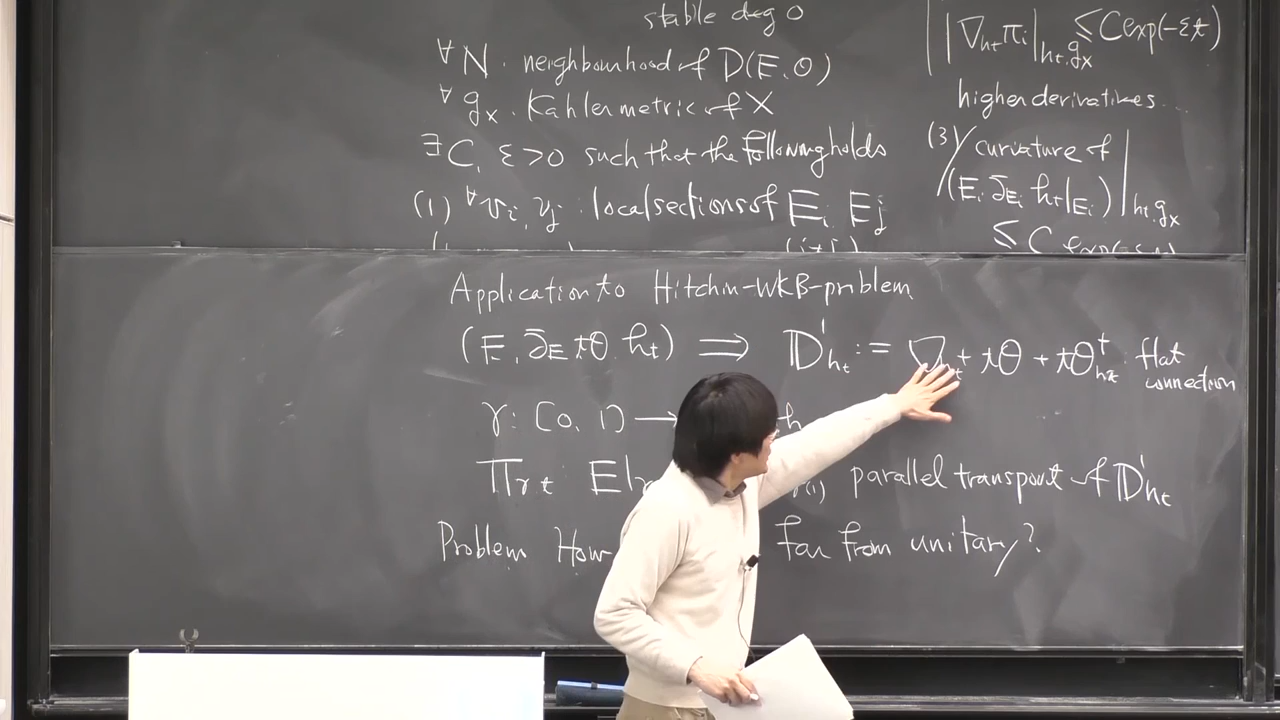 stable deg 0
∀N. neighbourhood of D(E,θ)
∀g_X. Kähler metric of X
∃C, ε>0 such that the following holds
(1) ∀v_i, v_j : local sections of E_i E_j
(i≠j)
|∇_{h_t} π_i|_{h_t, g_X} ≤ C exp(-εt)
higher derivatives...
(3) | curvature of
(E_i ∂̄_{E_i} h_t|_{E_i}) |_{h_t, g_X}
≤ C exp(-εt)
Application to Hitchin-WKB-problem
(E, ∂̄_E tθ, h_t) ⟹ 𝔻'_{h_t} := ∇_{h_t} + tθ + tθ^†_{h_t} : flat connection
γ: [0, 1) →
Π_{γ,t} : E| γ(1) parallel transport of 𝔻'_{h_t}
Problem How far from unitary?